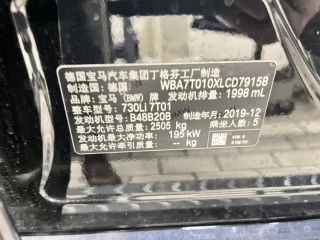 德国宝马汽车集团丁格芬工厂制造
制造国：德国 WBA7T010XLCD79158
品牌：宝马（BMW）牌 发动机排量：1998 mL
整车型号：730LI 7T01
发动机型号：B48B20B 制造年月：2019-12
最大允许总质量：2505 kg 乘坐人数：5
最大净功率： 195 kW
最大允许牵引质量：-- kg